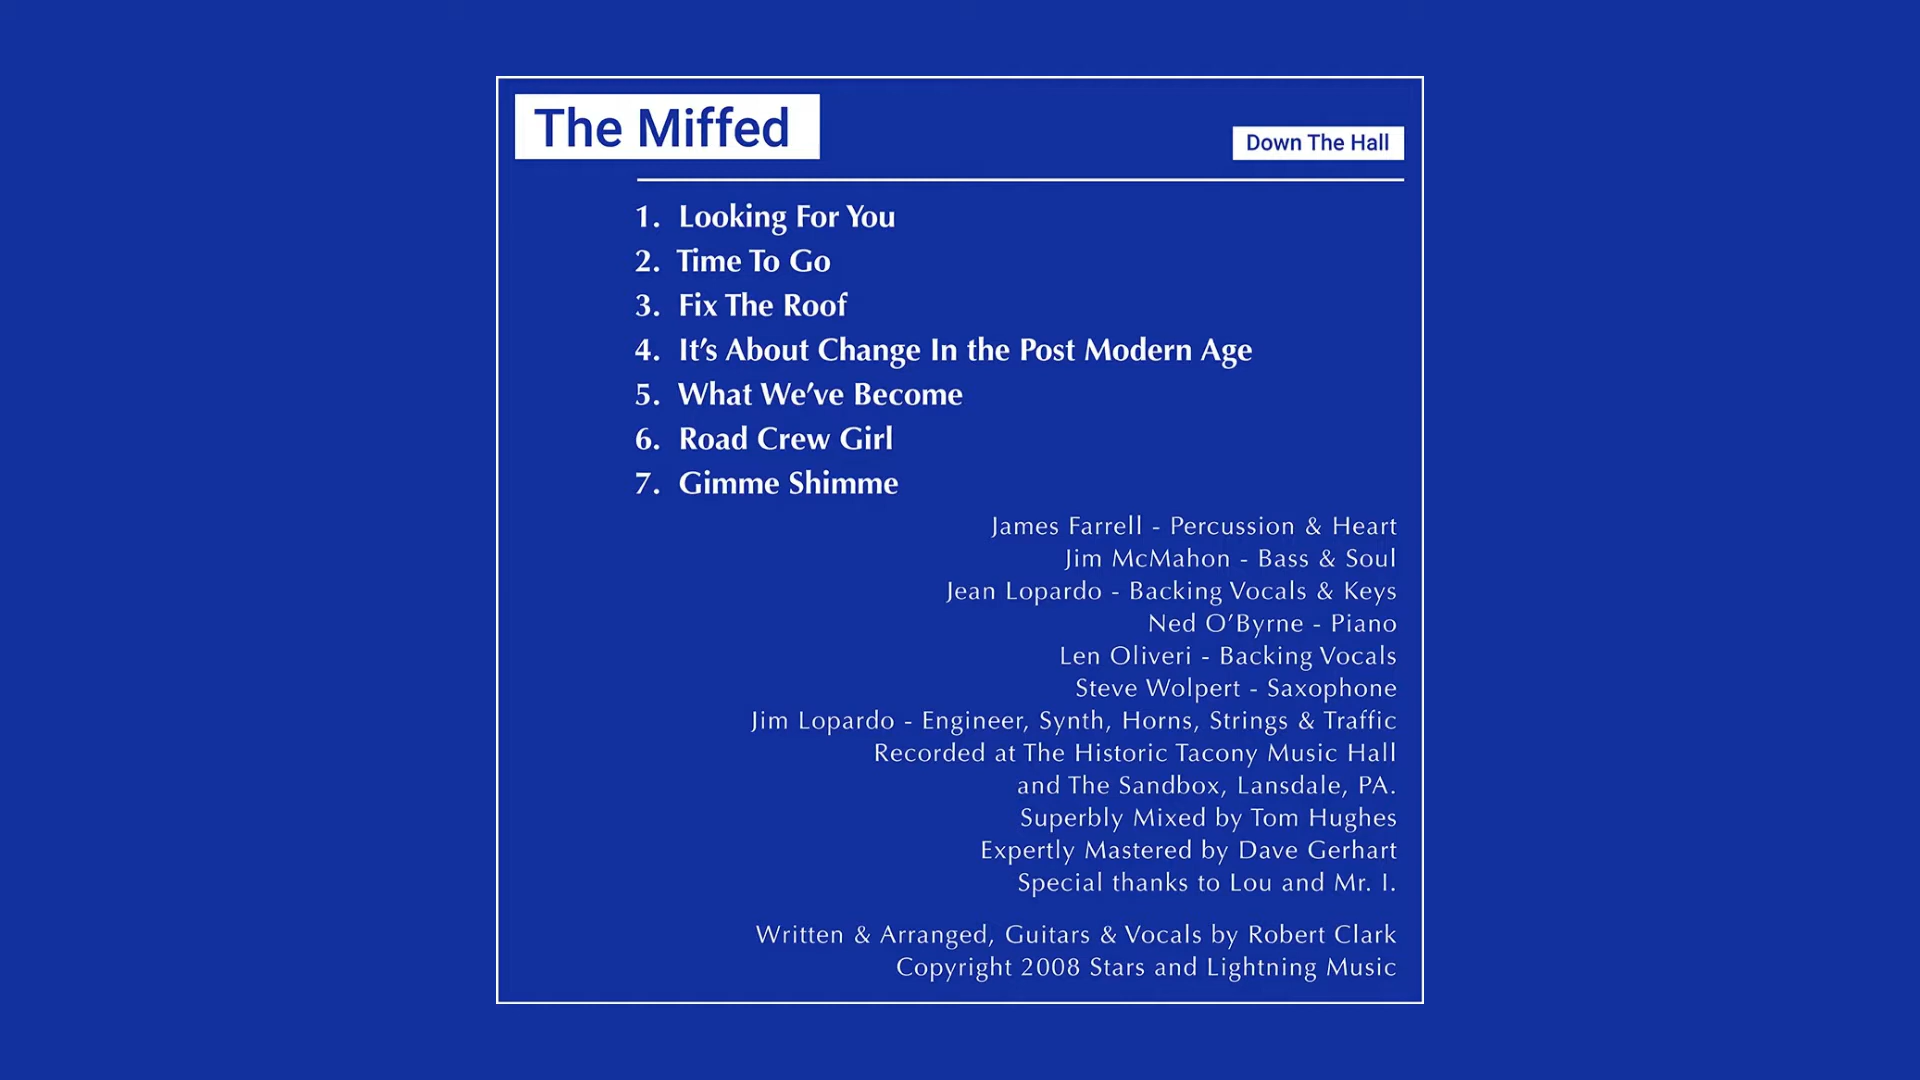 The Miffed
Down The Hall
1. Looking For You
2. Time To Go
3. Fix The Roof
4. It's About Change In the Post Modern Age
5. What We've Become
6. Road Crew Girl
7. Gimme Shimme
James Farrell - Percussion & Heart
Jim McMahon - Bass & Soul
Jean Lopardo - Backing Vocals & Keys
Ned O'Byrne - Piano
Len Oliveri - Backing Vocals
Steve Wolpert - Saxophone
Jim Lopardo - Engineer, Synth, Horns, Strings & Traffic
Recorded at The Historic Tacony Music Hall
and The Sandbox, Lansdale, PA.
Superbly Mixed by Tom Hughes
Expertly Mastered by Dave Gerhart
Special thanks to Lou and Mr. I.
Written & Arranged, Guitars & Vocals by Robert Clark
Copyright 2008 Stars and Lightning Music